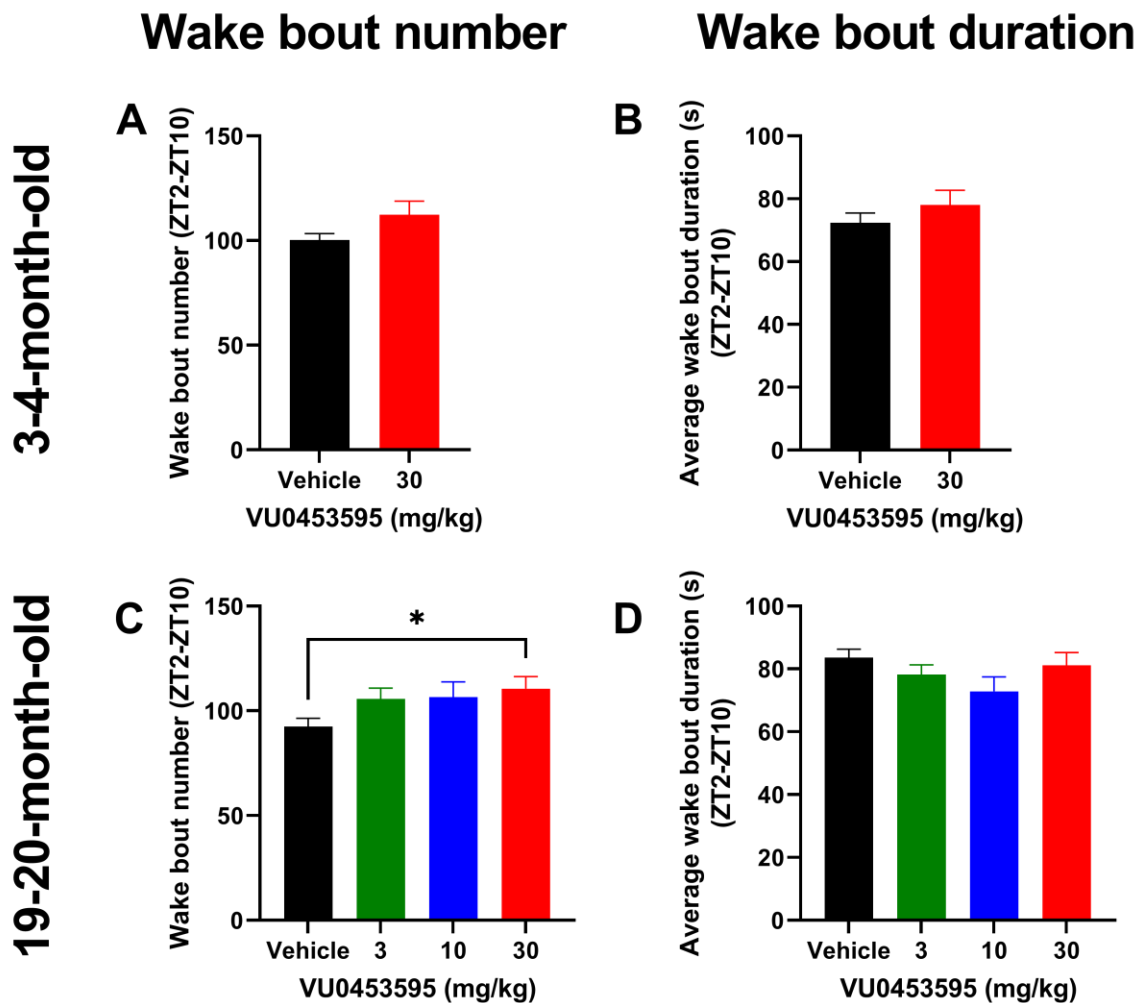 Wake bout number
Wake bout duration
3-4-month-old
A
Wake bout number (ZT2-ZT10)
150
100
50
0
Vehicle 30
VU0453595 (mg/kg)
B
Average wake bout duration (s)
(ZT2-ZT10)
100
80
60
40
20
0
Vehicle 30
VU0453595 (mg/kg)
19-20-month-old
C
Wake bout number (ZT2-ZT10)
150
100
50
0
*
Vehicle 3 10 30
VU0453595 (mg/kg)
D
Average wake bout duration (s)
(ZT2-ZT10)
100
80
60
40
20
0
Vehicle 3 10 30
VU0453595 (mg/kg)